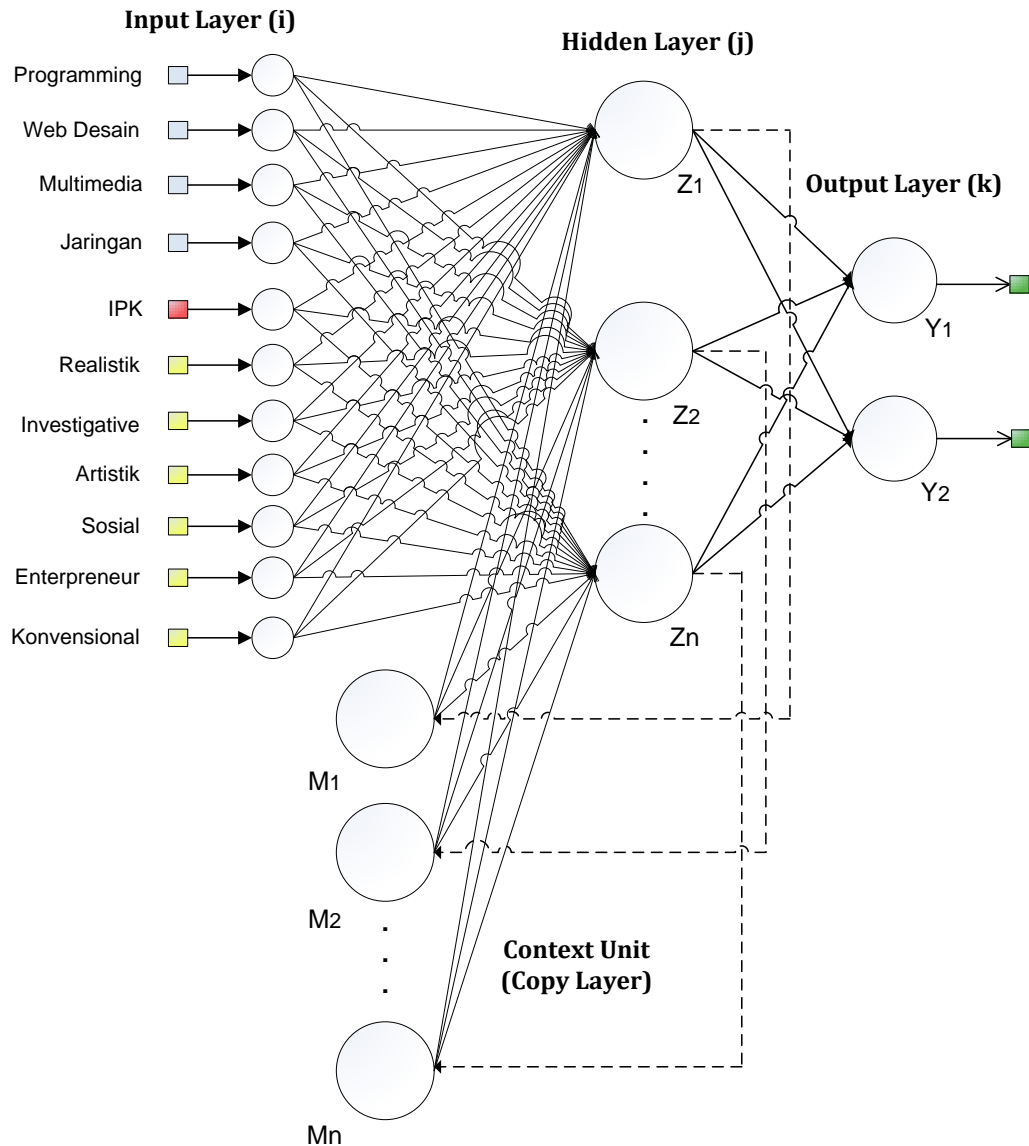 Input Layer (i)
Programming
Web Desain
Multimedia
Jaringan
IPK
Realistik
Investigative
Artistik
Sosial
Enterpreneur
Konvensional
Hidden Layer (j)
Z1
Z2
Zn
Output Layer (k)
Y1
Y2
M1
M2
Mn
Context Unit
(Copy Layer)